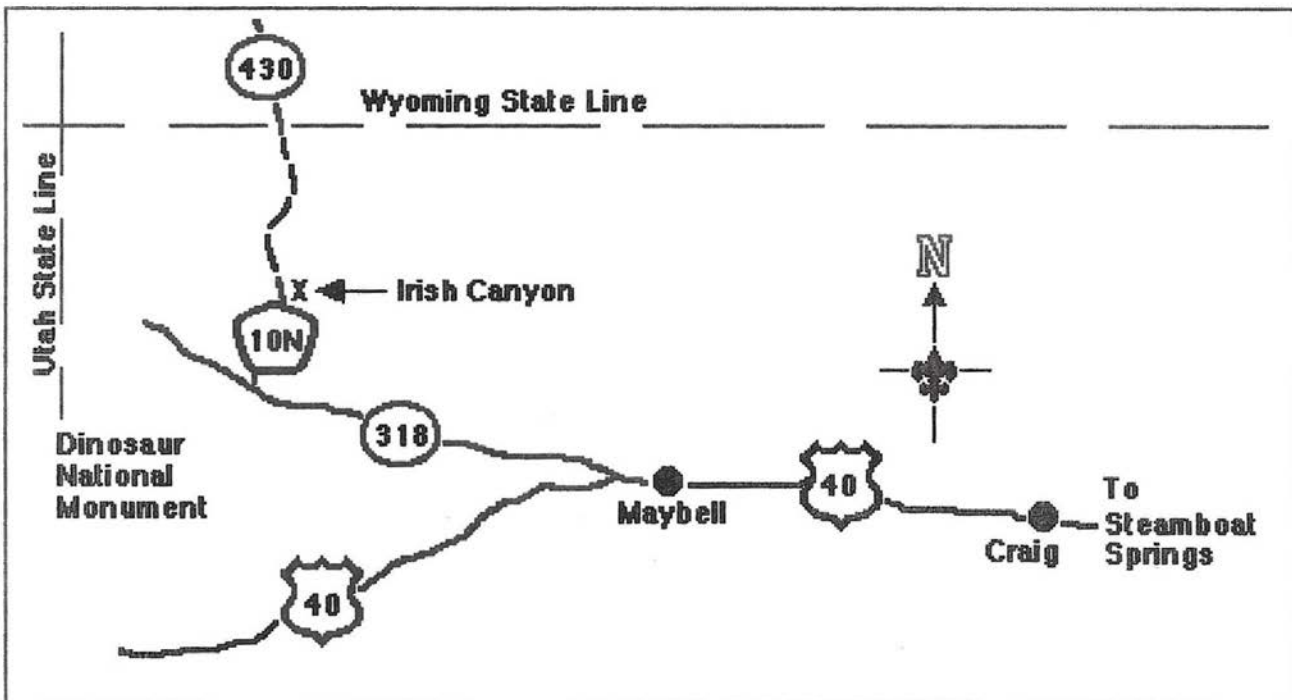 430
Wyoming State Line
Utah State Line
X
Irish Canyon
10N
N
318
Dinosaur
National
Monument
Maybell
40
Craig
To
Steamboat
Springs
40